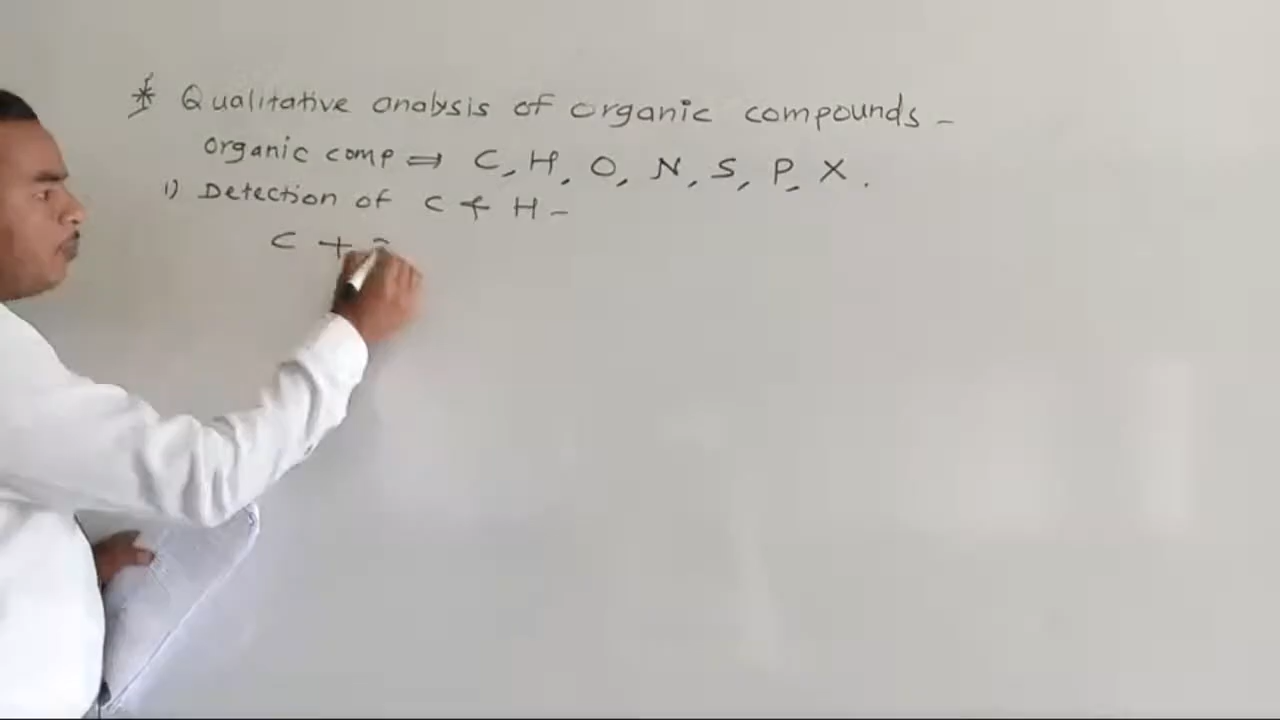 * Qualitative analysis of organic compounds -
organic comp ⇒ C, H, O, N, S, P, X.
1) Detection of C & H -
C +